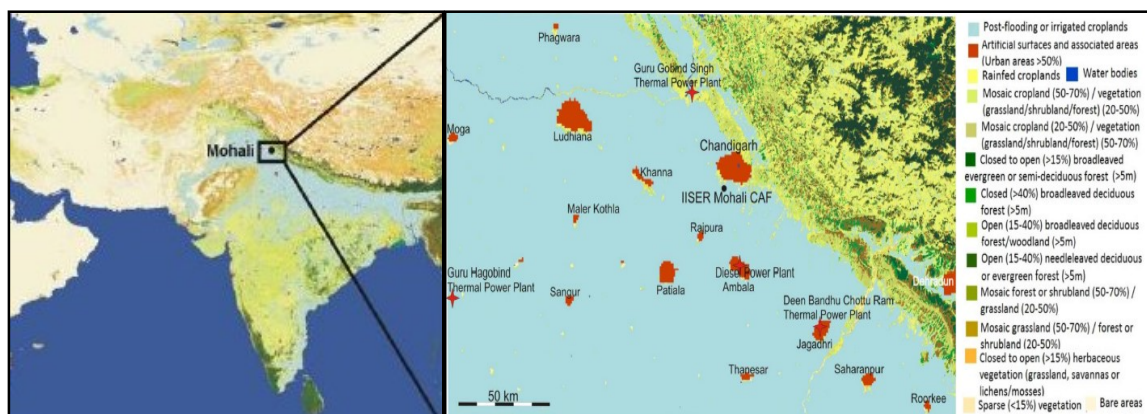 Mohali
Phagwara
Guru Gobind Singh
Thermal Power Plant
Moga
Ludhiana
Chandigarh
Khanna
IISER Mohali CAF
Maler Kothla
Rajpura
Guru Hagobind
Thermal Power Plant
Sangur
Patiala
Diesel Power Plant
Ambala
Dehradun
Deen Bandhu Chottu Ram
Thermal Power Plant
Jagadhri
Thapesar
Saharanpur
Roorkee
50 km
Post-flooding or irrigated croplands
Artificial surfaces and associated areas
(Urban areas >50%)
Rainfed croplands Water bodies
Mosaic cropland (50-70%) / vegetation
(grassland/shrubland/forest) (20-50%)
Mosaic cropland (20-50%) / vegetation
(grassland/shrubland/forest) (50-70%)
Closed to open (>15%) broadleaved
evergreen or semi-deciduous forest (>5m)
Closed (>40%) broadleaved deciduous
forest (>5m)
Open (15-40%) broadleaved deciduous
forest/woodland (>5m)
Open (15-40%) needleleaved deciduous
or evergreen forest (>5m)
Mosaic forest or shrubland (50-70%) /
grassland (20-50%)
Mosaic grassland (50-70%) / forest or
shrubland (20-50%)
Closed to open (>15%) herbaceous
vegetation (grassland, savannas or
lichens/mosses)
Sparse (<15%) vegetation Bare areas